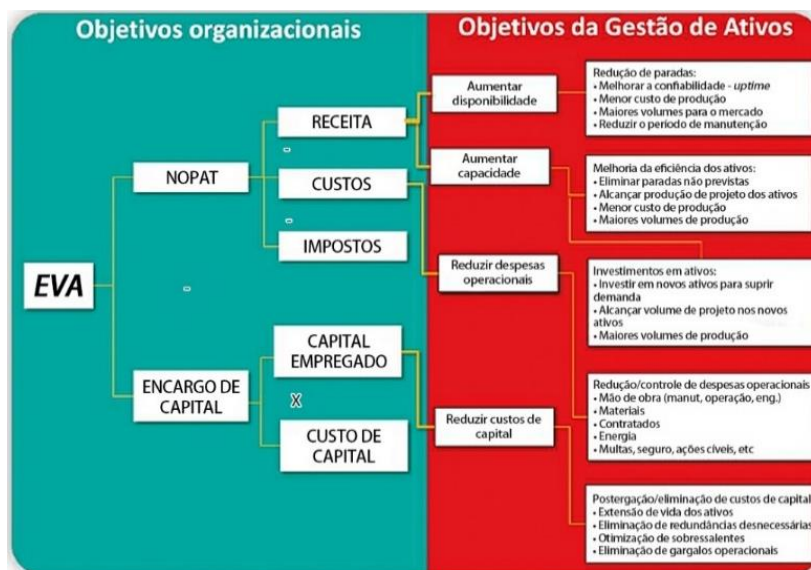 Objetivos organizacionais
Objetivos da Gestão de Ativos
EVA
-
NOPAT
ENCARGO DE
CAPITAL
RECEITA
-
CUSTOS
-
IMPOSTOS
CAPITAL
EMPREGADO
X
CUSTO DE
CAPITAL
Aumentar
disponibilidade
Aumentar
capacidade
Reduzir despesas
operacionais
Reduzir custos de
capital
Redução de paradas:
• Melhorar a confiabilidade - uptime
• Menor custo de produção
• Maiores volumes para o mercado
• Reduzir o período de manutenção
Melhoria da eficiência dos ativos:
• Eliminar paradas não previstas
• Alcançar produção de projeto dos ativos
• Menor custo de produção
• Maiores volumes de produção
Investimentos em ativos:
• Investir em novos ativos para suprir
demanda
• Alcançar volume de projeto nos novos
ativos
• Maiores volumes de produção
Redução/controle de despesas operacionais
• Mão de obra (manut, operação, eng.)
• Materiais
• Contratados
• Energia
• Multas, seguro, ações cíveis, etc
Postergação/eliminação de custos de capital
• Extensão de vida dos ativos
• Eliminação de redundâncias desnecessárias
• Otimização de sobressalentes
• Eliminação de gargalos operacionais